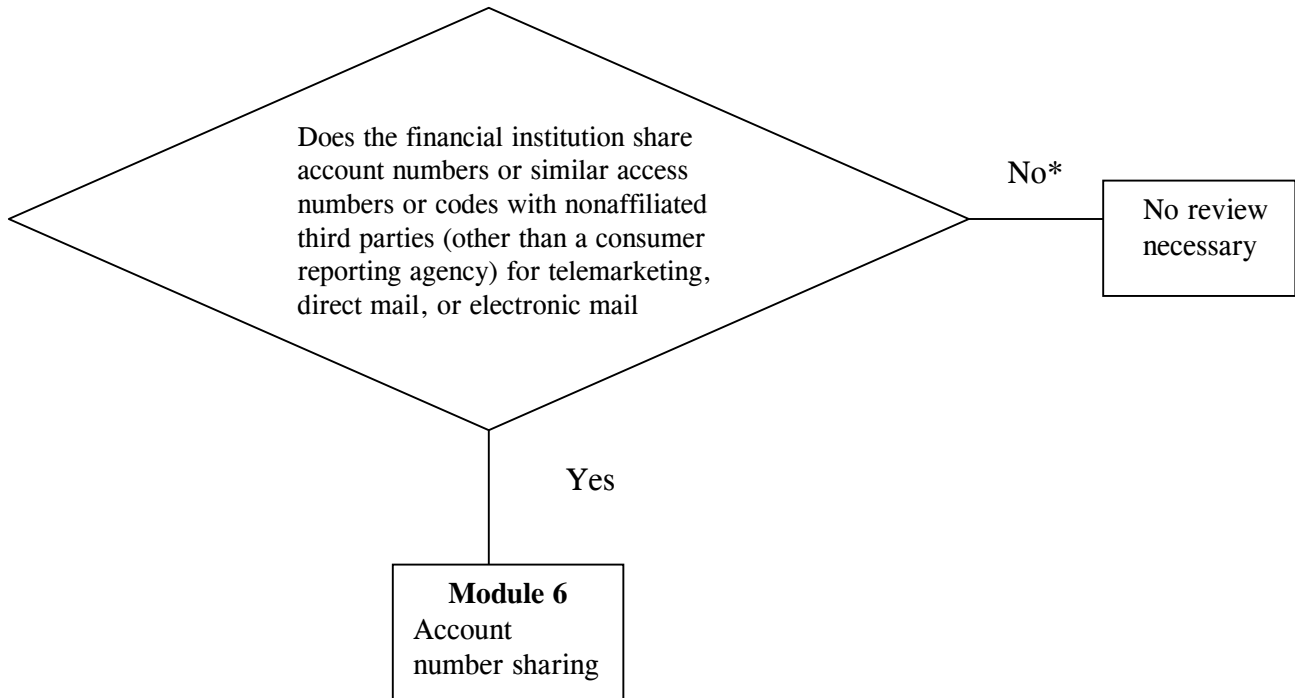 Does the financial institution share
account numbers or similar access
numbers or codes with nonaffiliated
third parties (other than a consumer
reporting agency) for telemarketing,
direct mail, or electronic mail
No*
No review
necessary
Yes
Module 6
Account
number sharing